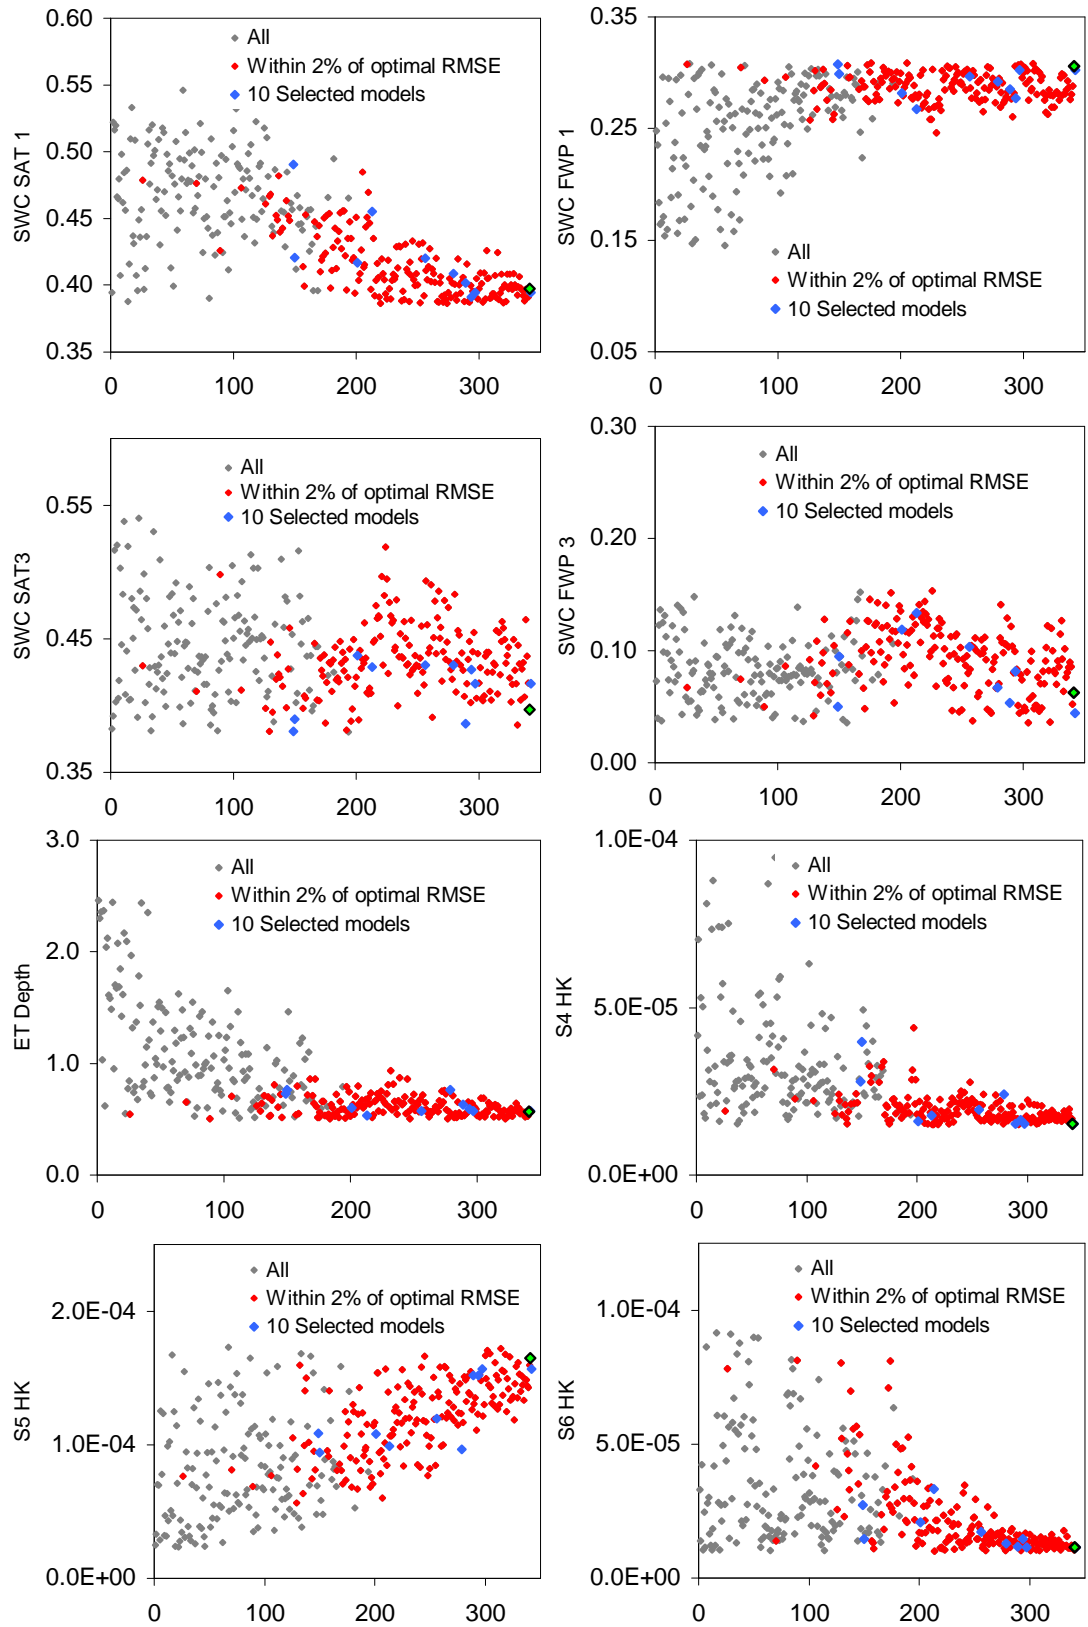 0.60
0.55
0.50
0.45
0.40
0.35
SWC SAT 1
All
Within 2% of optimal RMSE
10 Selected models
0 100 200 300
0.35
0.25
0.15
0.05
SWC FWP 1
All
Within 2% of optimal RMSE
10 Selected models
0 100 200 300
0.55
0.45
0.35
SWC SAT3
All
Within 2% of optimal RMSE
10 Selected models
0 100 200 300
0.30
0.20
0.10
0.00
SWC FWP 3
All
Within 2% of optimal RMSE
10 Selected models
0 100 200 300
3.0
2.0
1.0
0.0
ET Depth
All
Within 2% of optimal RMSE
10 Selected models
0 100 200 300
1.0E-04
5.0E-05
0.0E+00
S4 HK
All
Within 2% of optimal RMSE
10 Selected models
0 100 200 300
2.0E-04
1.0E-04
0.0E+00
S5 HK
All
Within 2% of optimal RMSE
10 Selected models
0 100 200 300
1.0E-04
5.0E-05
0.0E+00
S6 HK
All
Within 2% of optimal RMSE
10 Selected models
0 100 200 300